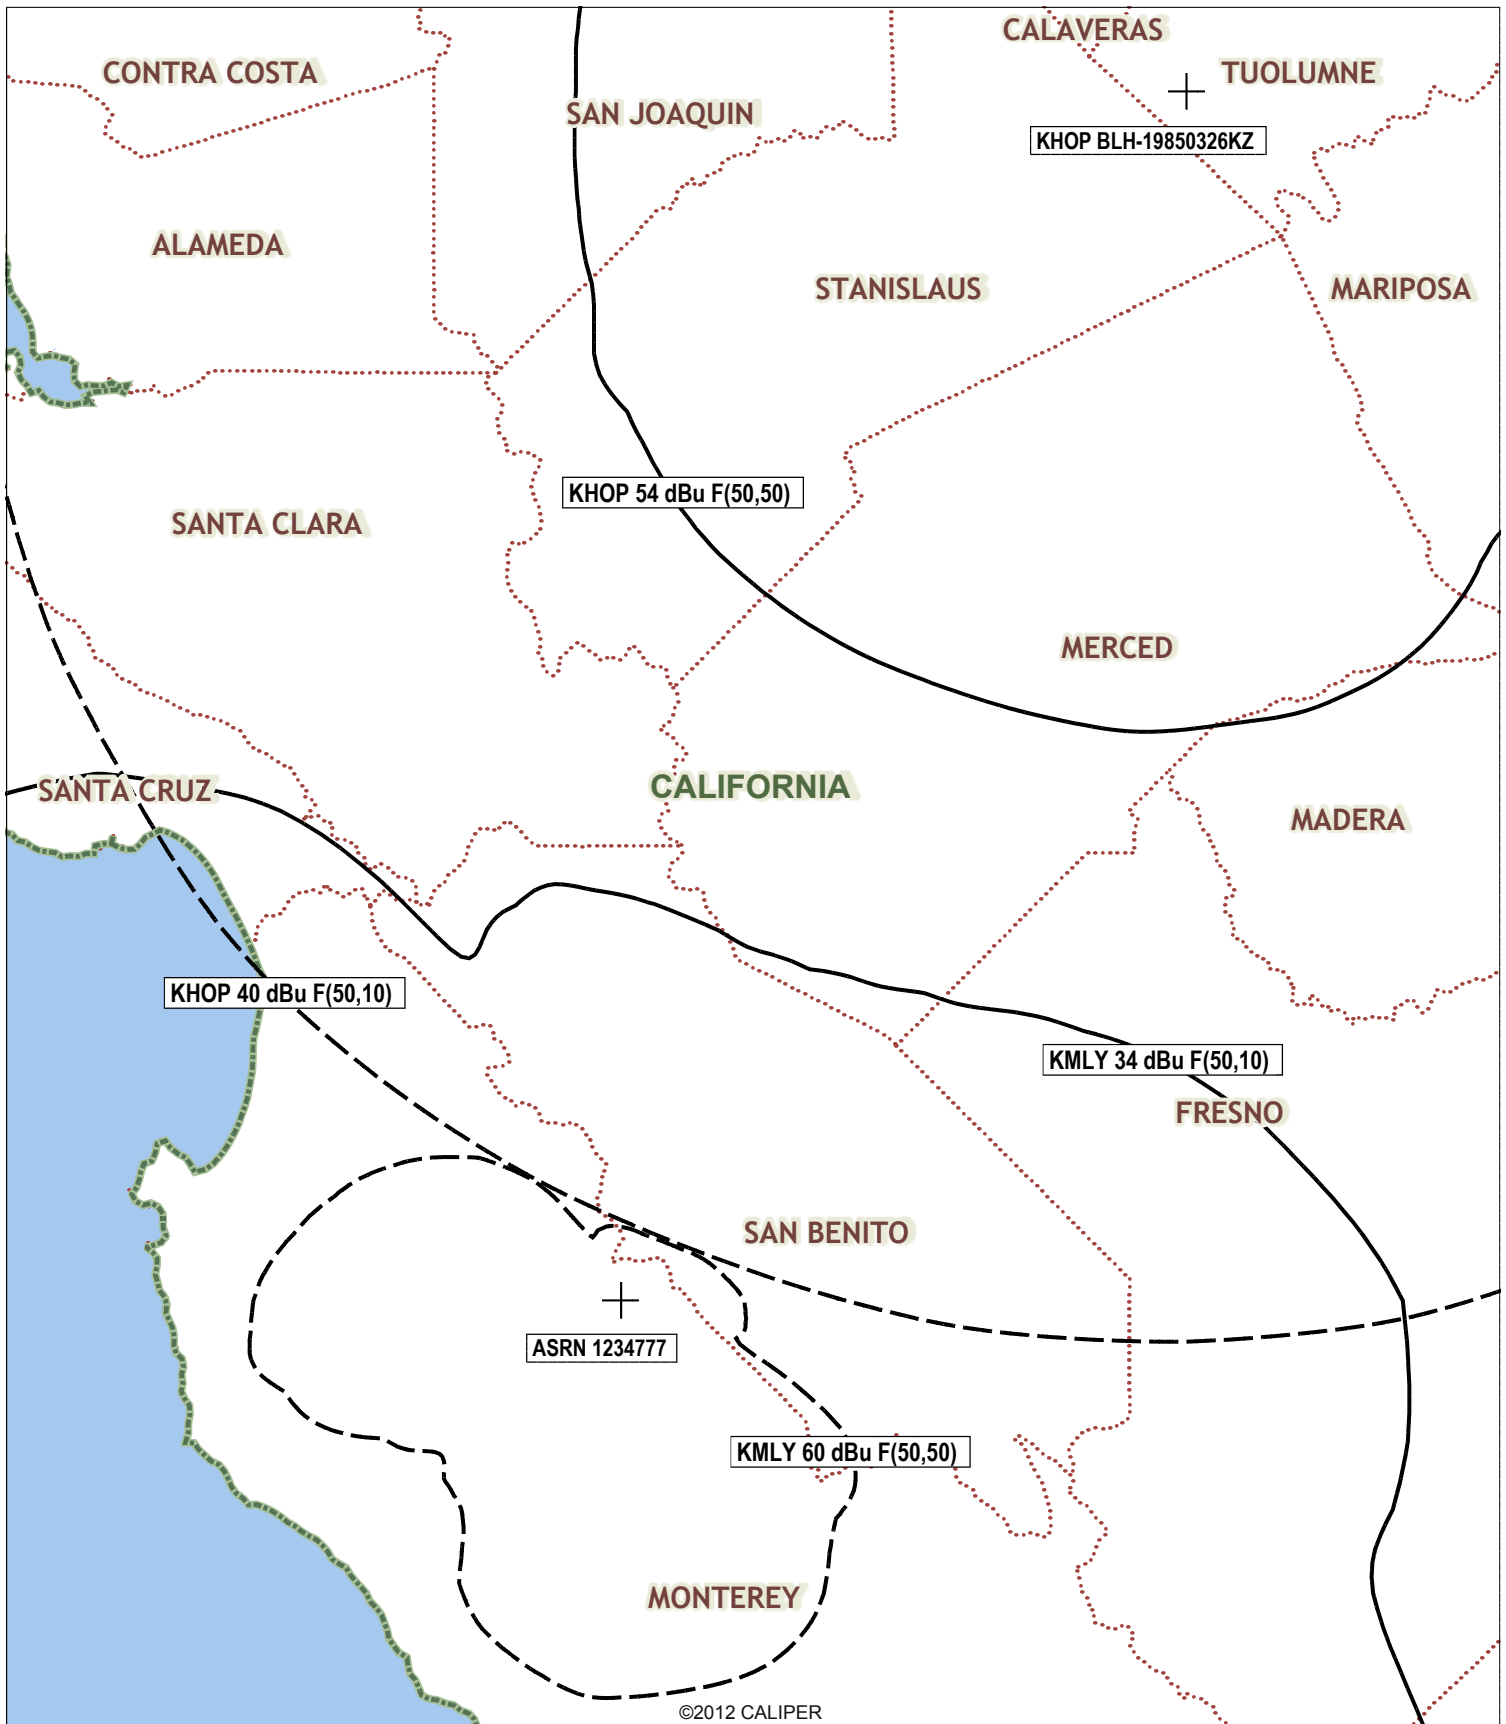 CALAVERAS
CONTRA COSTA
TUOLUMNE
SAN JOAQUIN
KHOP BLH-19850326KZ
ALAMEDA
STANISLAUS
MARIPOSA
KHOP 54 dBu F(50,50)
SANTA CLARA
MERCED
CALIFORNIA
SANTA CRUZ
MADERA
KHOP 40 dBu F(50,10)
KMLY 34 dBu F(50,10)
FRESNO
SAN BENITO
ASRN 1234777
KMLY 60 dBu F(50,50)
MONTEREY
©2012 CALIPER